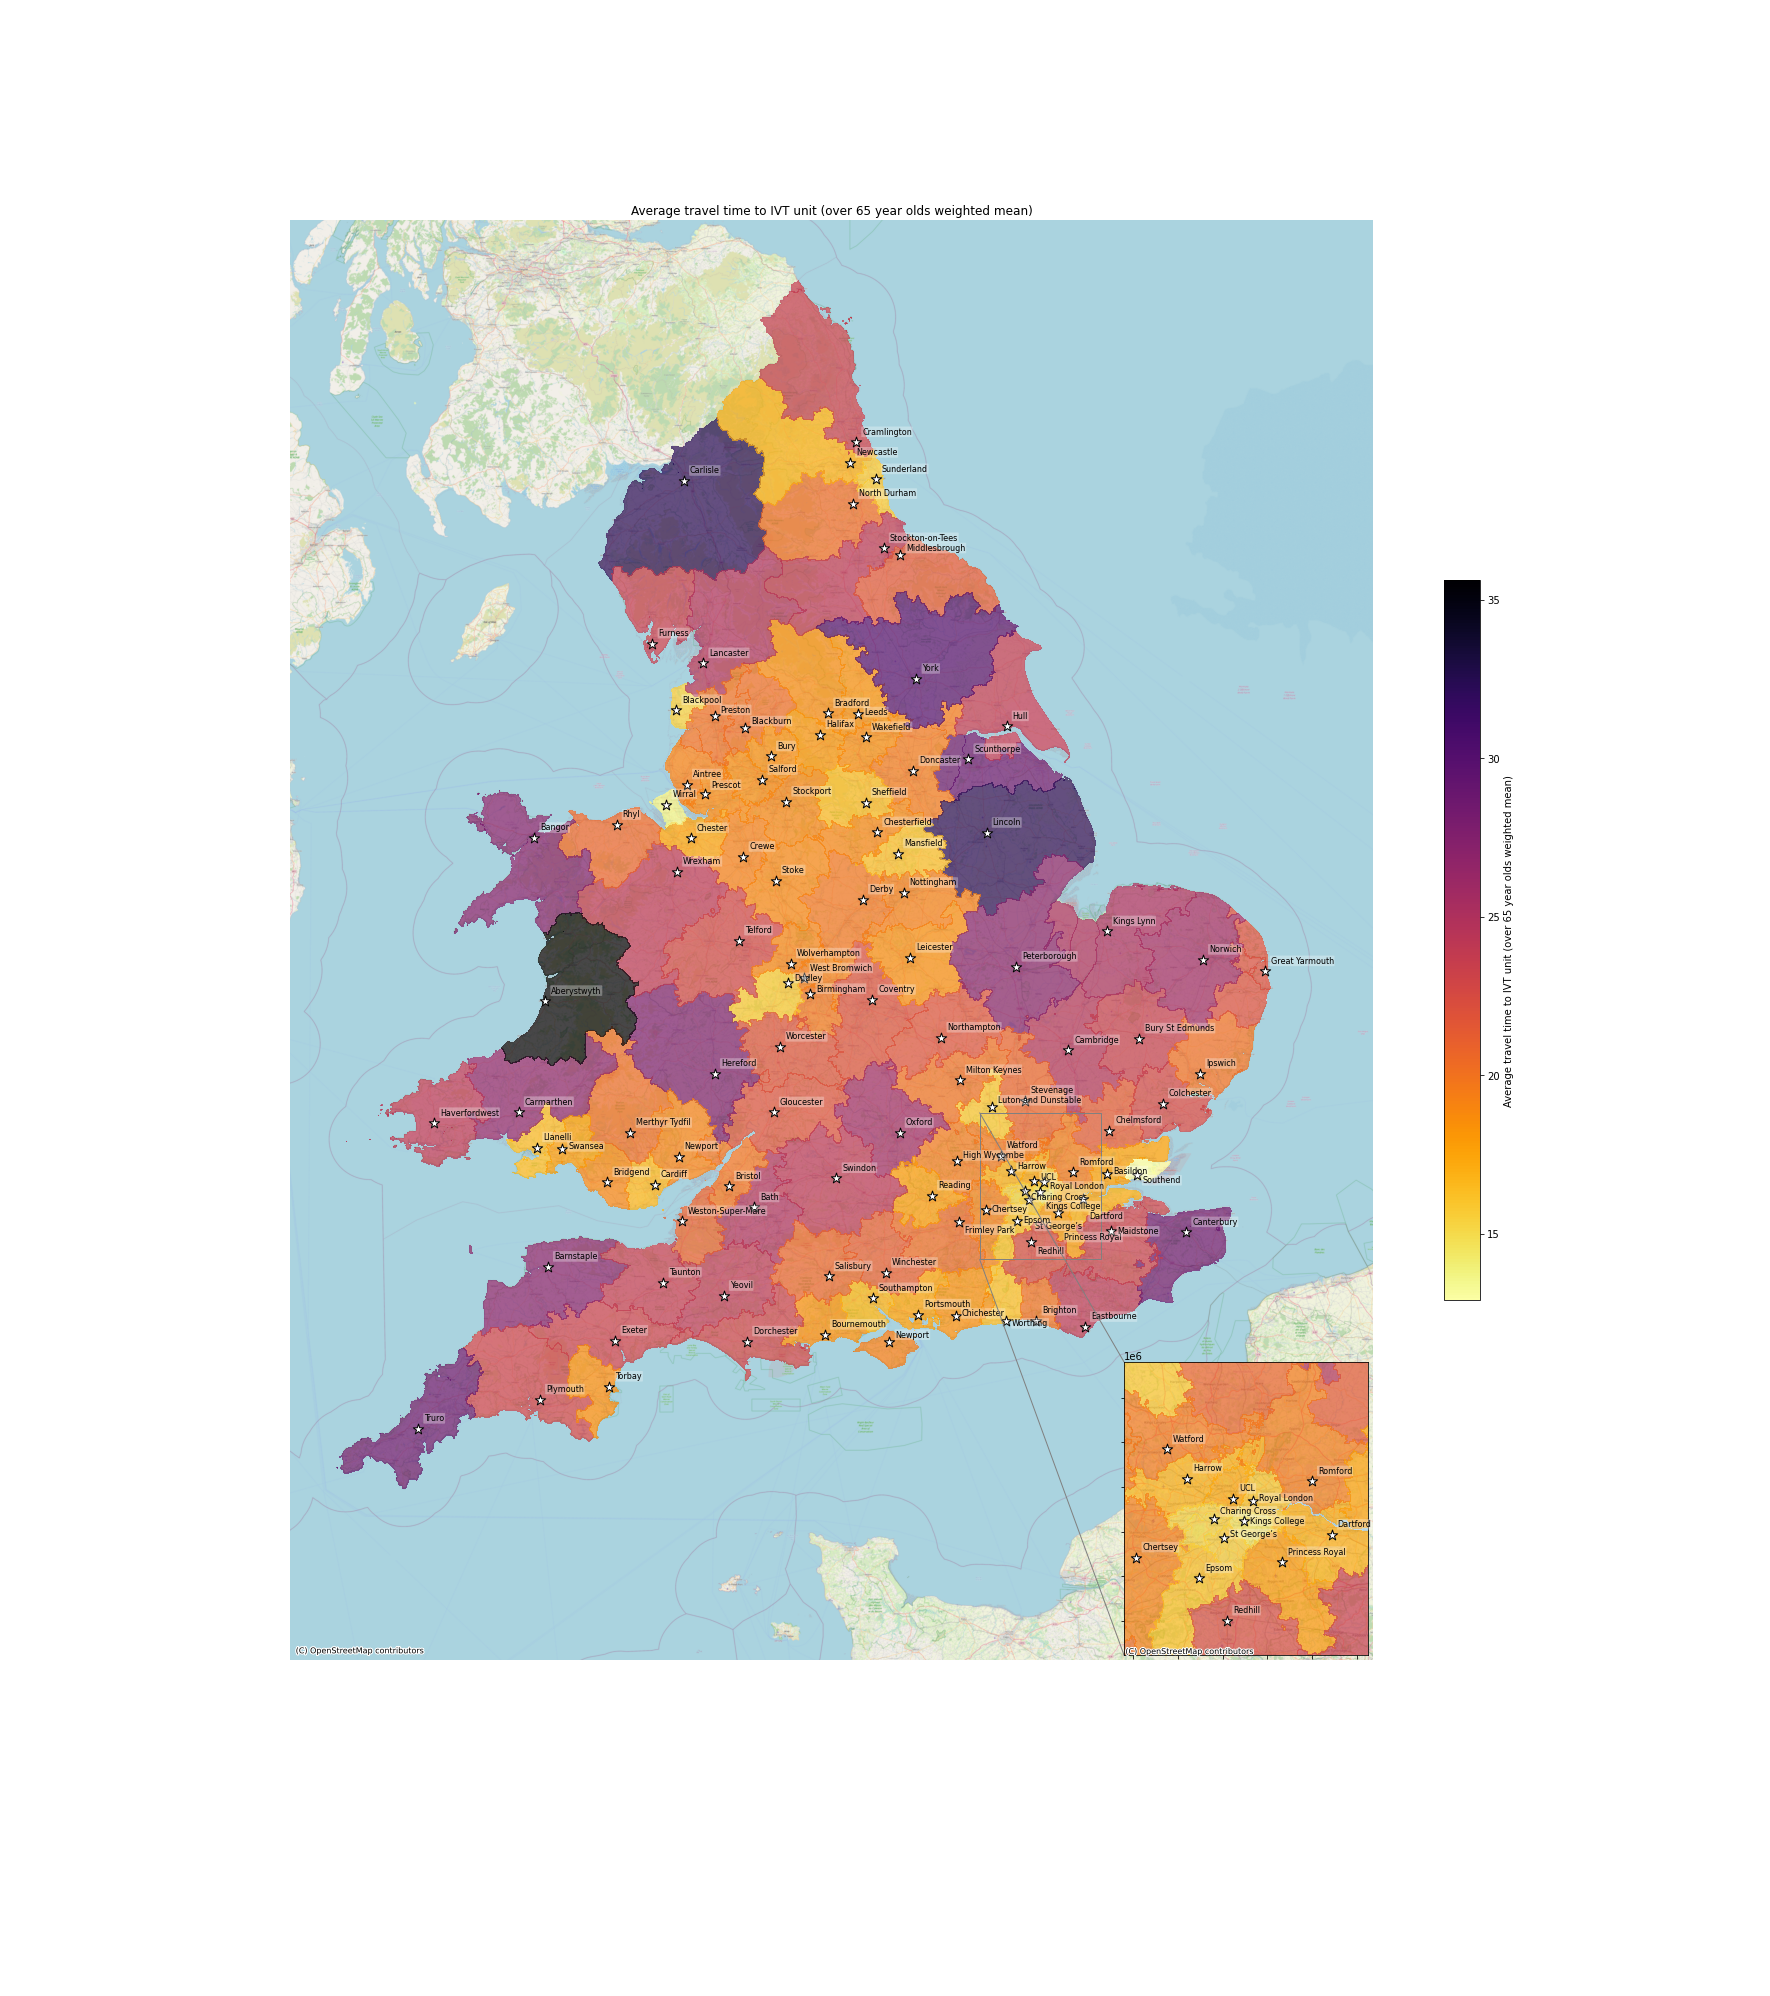 Average travel time to IVT unit (over 65 year olds weighted mean)
Cramlington
Newcastle
Carlisle
Sunderland
North Durham
Stockton-on-Tees
Middlesbrough
Furness
Lancaster
York
Blackpool
Preston
Bradford
Leeds
Hull
Blackburn
Halifax
Wakefield
Bury
Scunthorpe
Doncaster
Salford
Aintree
Prescot
Wirral
Stockport
Sheffield
Rhyl
Bangor
Chester
Chesterfield
Lincoln
Crewe
Mansfield
Wrexham
Stoke
Derby
Nottingham
Kings Lynn
Telford
Leicester
Norwich
Wolverhampton
Peterborough
Great Yarmouth
West Bromwich
Dudley
Birmingham
Coventry
Aberystwyth
Northampton
Bury St Edmunds
Worcester
Cambridge
Hereford
Milton Keynes
Ipswich
Stevenage
Luton and Dunstable
Carmarthen
Haverfordwest
Gloucester
Colchester
Merthyr Tydfil
Oxford
Chelmsford
Llanelli
Swansea
Newport
Watford
High Wycombe
Harrow
Romford
Bridgend
Cardiff
Bristol
Swindon
UCL
Basildon
Southend
Reading
Royal London
Bath
Charing Cross
Kings College
Weston-Super-Mare
Chertsey
Dartford
Frimley Park
Epsom
St George's
Maidstone
Canterbury
Princess Royal
Redhill
Barnstaple
Taunton
Salisbury
Winchester
Yeovil
Southampton
Portsmouth
Chichester
Brighton
Eastbourne
Worthing
Exeter
Dorchester
Bournemouth
Newport
Torbay
Plymouth
Truro
1e6
Watford
Harrow
Romford
UCL
Royal London
Charing Cross
Kings College
Dartford
St George's
Chertsey
Princess Royal
Epsom
Redhill
(C) OpenStreetMap contributors
(C) OpenStreetMap contributors
35
30
25
20
15
Average travel time to IVT unit (over 65 year olds weighted mean)